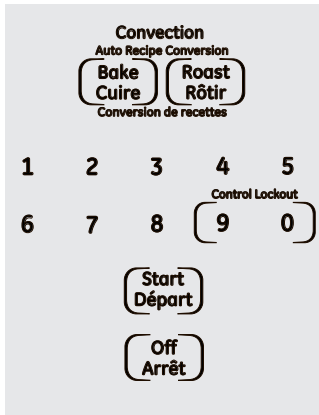 Convection
Auto Recipe Conversion
Bake Roast
Cuire Rôtir
Conversion de recettes
1 2 3 4 5
Control Lockout
6 7 8 9 0
Start
Départ
Off
Arrêt